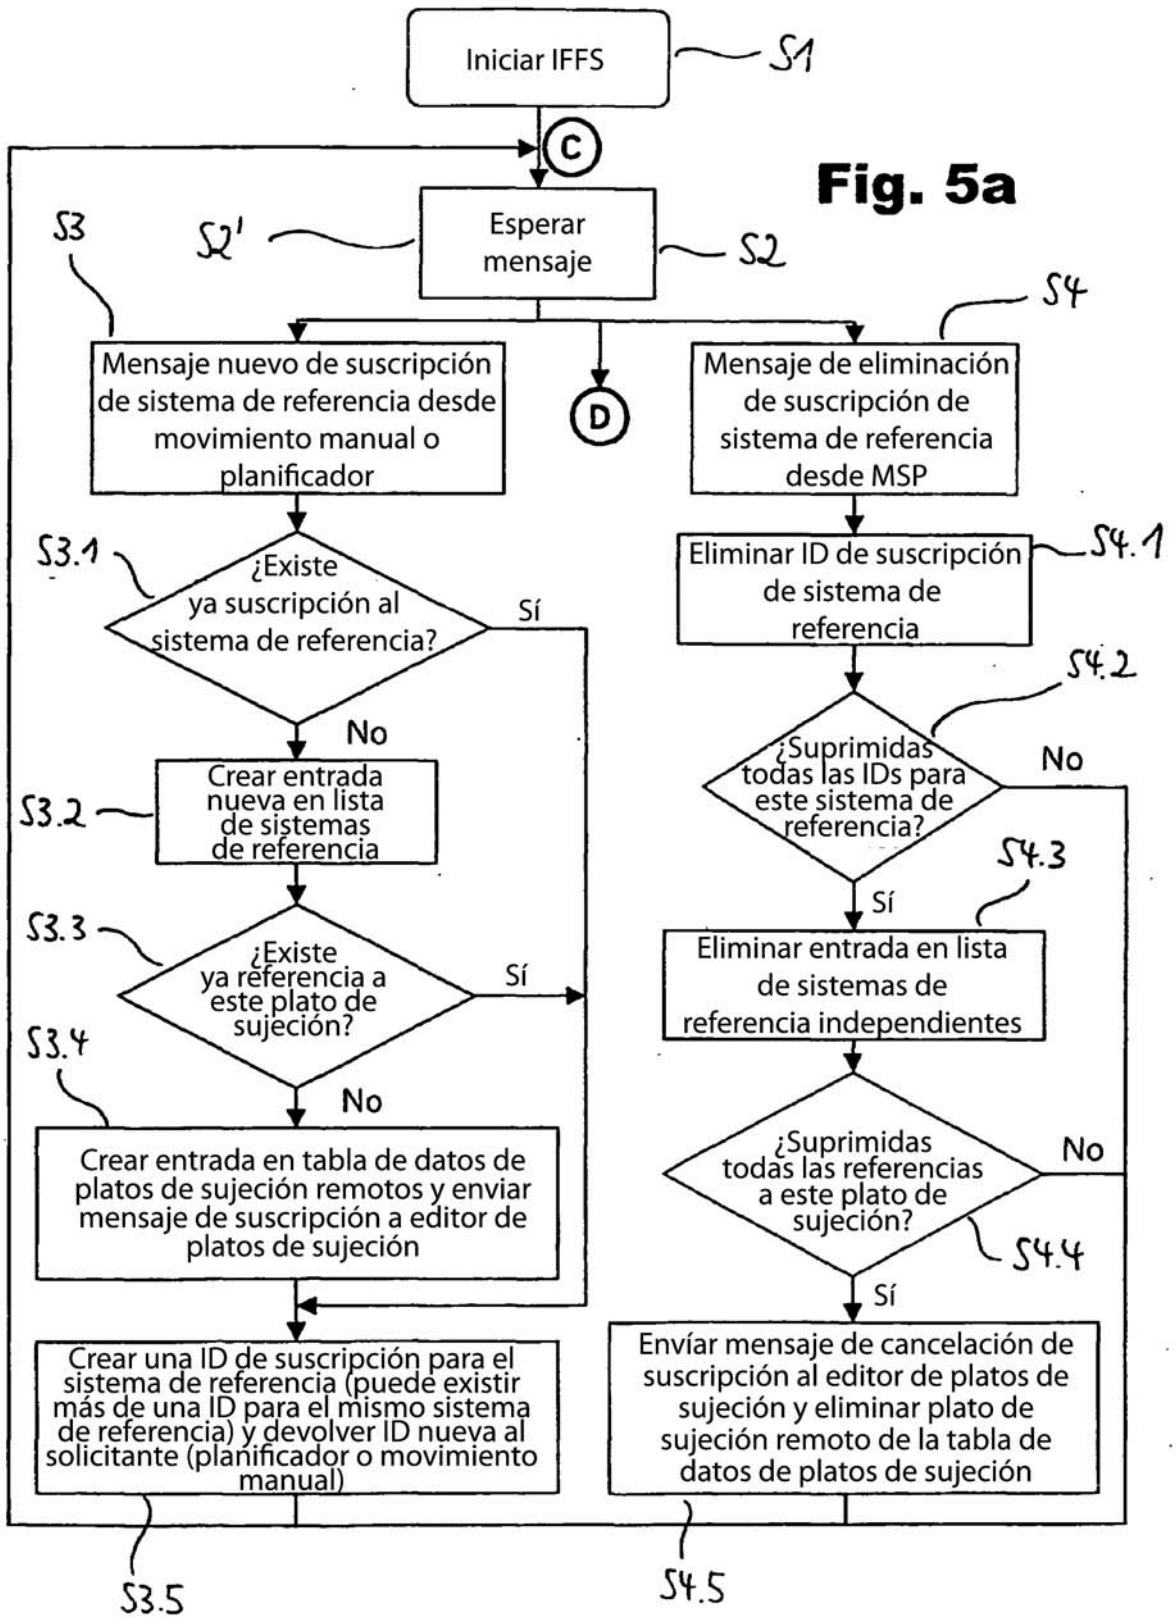 Iniciar IFFS
S1
C
Fig. 5a
Esperar
mensaje
S2'
S2
S3
S4
Mensaje nuevo de suscripción
de sistema de referencia desde
movimiento manual o
planificador
D
Mensaje de eliminación
de suscripción de
sistema de referencia
desde MSP
S3.1
¿Existe
ya suscripción al
sistema de referencia?
Sí
No
Eliminar ID de suscripción
de sistema de
referencia
S4.1
S4.2
¿Suprimidas
todas las IDs para
este sistema de
referencia?
No
Sí
S3.2
Crear entrada
nueva en lista
de sistemas
de referencia
S4.3
Eliminar entrada en lista
de sistemas de
referencia independientes
S3.3
¿Existe
ya referencia a
este plato de
sujeción?
Sí
No
S3.4
Crear entrada en tabla de datos de
platos de sujeción remotos y enviar
mensaje de suscripción a editor de
platos de sujeción
¿Suprimidas
todas las referencias
a este plato de
sujeción?
No
S4.4
Sí
Crear una ID de suscripción para el
sistema de referencia (puede existir
más de una ID para el mismo sistema
de referencia) y devolver ID nueva al
solicitante (planificador o movimiento
manual)
S3.5
Envíar mensaje de cancelación de
suscripción al editor de platos de
sujeción y eliminar plato de
sujeción remoto de la tabla de
datos de platos de sujeción
S4.5